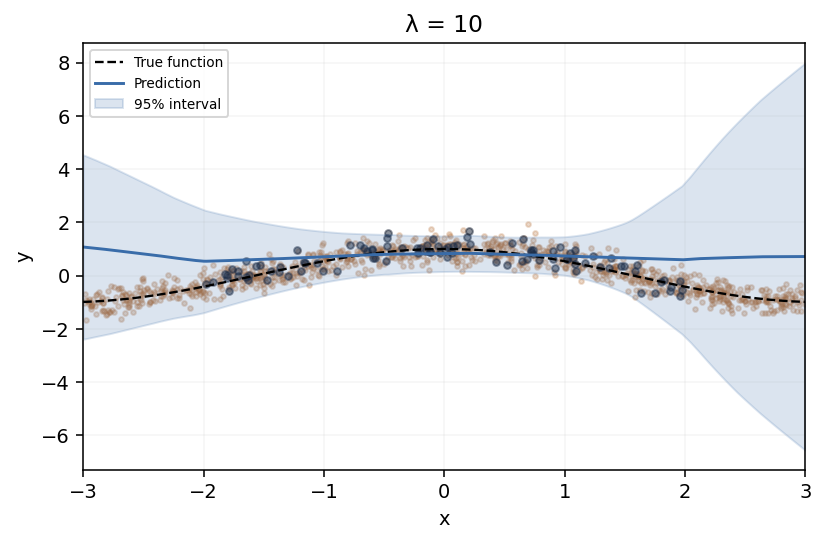 λ = 10
True function
Prediction
95% interval
8
6
4
2
0
−2
−4
−6
y
−3 −2 −1 0 1 2 3
x